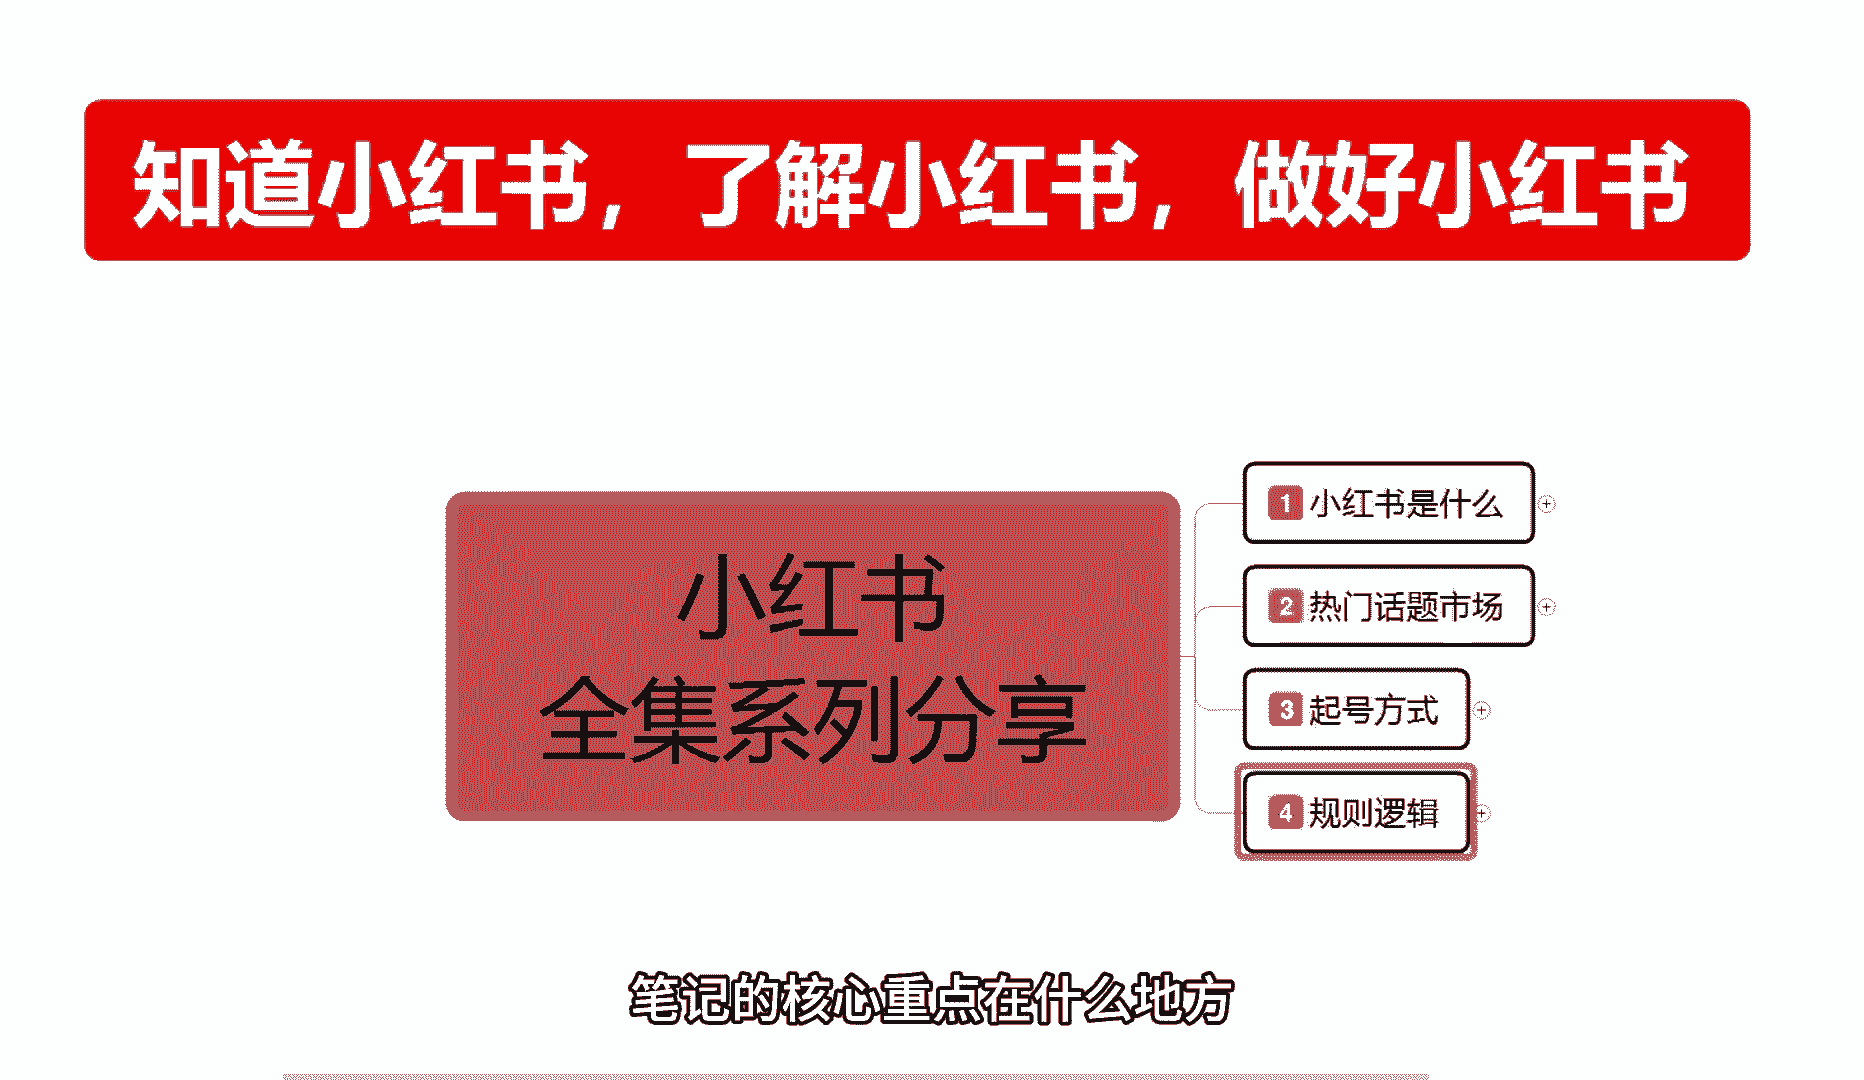 知道小红书，了解小红书，做好小红书
小红书
全集系列分享
1 小红书是什么
2 热门话题市场
3 起号方式
4 规则逻辑
笔记的核心重点在什么地方